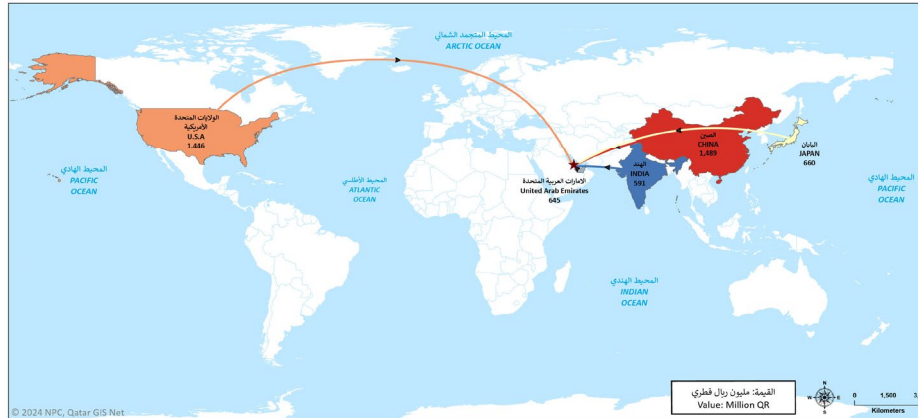 المحيط المتجمد الشمالي
ARCTIC OCEAN
الولايات المتحدة
الأمريكية
U.S.A
1,446
الصين
CHINA
1,489
اليابان
JAPAN
660
الهند
INDIA
591
الامارات العربية المتحدة
United Arab Emirates
645
المحيط الهادي
PACIFIC
OCEAN
المحيط الأطلسي
ATLANTIC
OCEAN
المحيط الهادي
PACIFIC
OCEAN
المحيط الهندي
INDIAN
OCEAN
القيمة: مليون ريال قطري
Value: Million QR
N
W E
S
0 1,500
Kilometers
© 2024 NPC, Qatar GIS Net